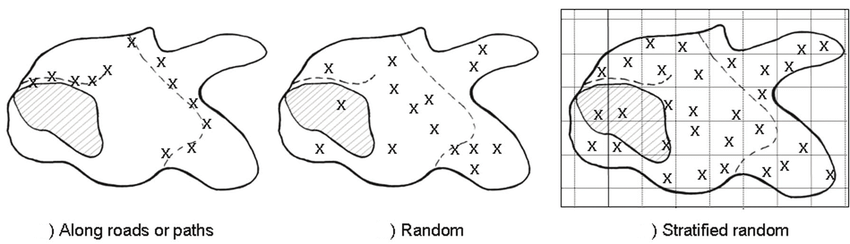 ) Along roads or paths
) Random
) Stratified random